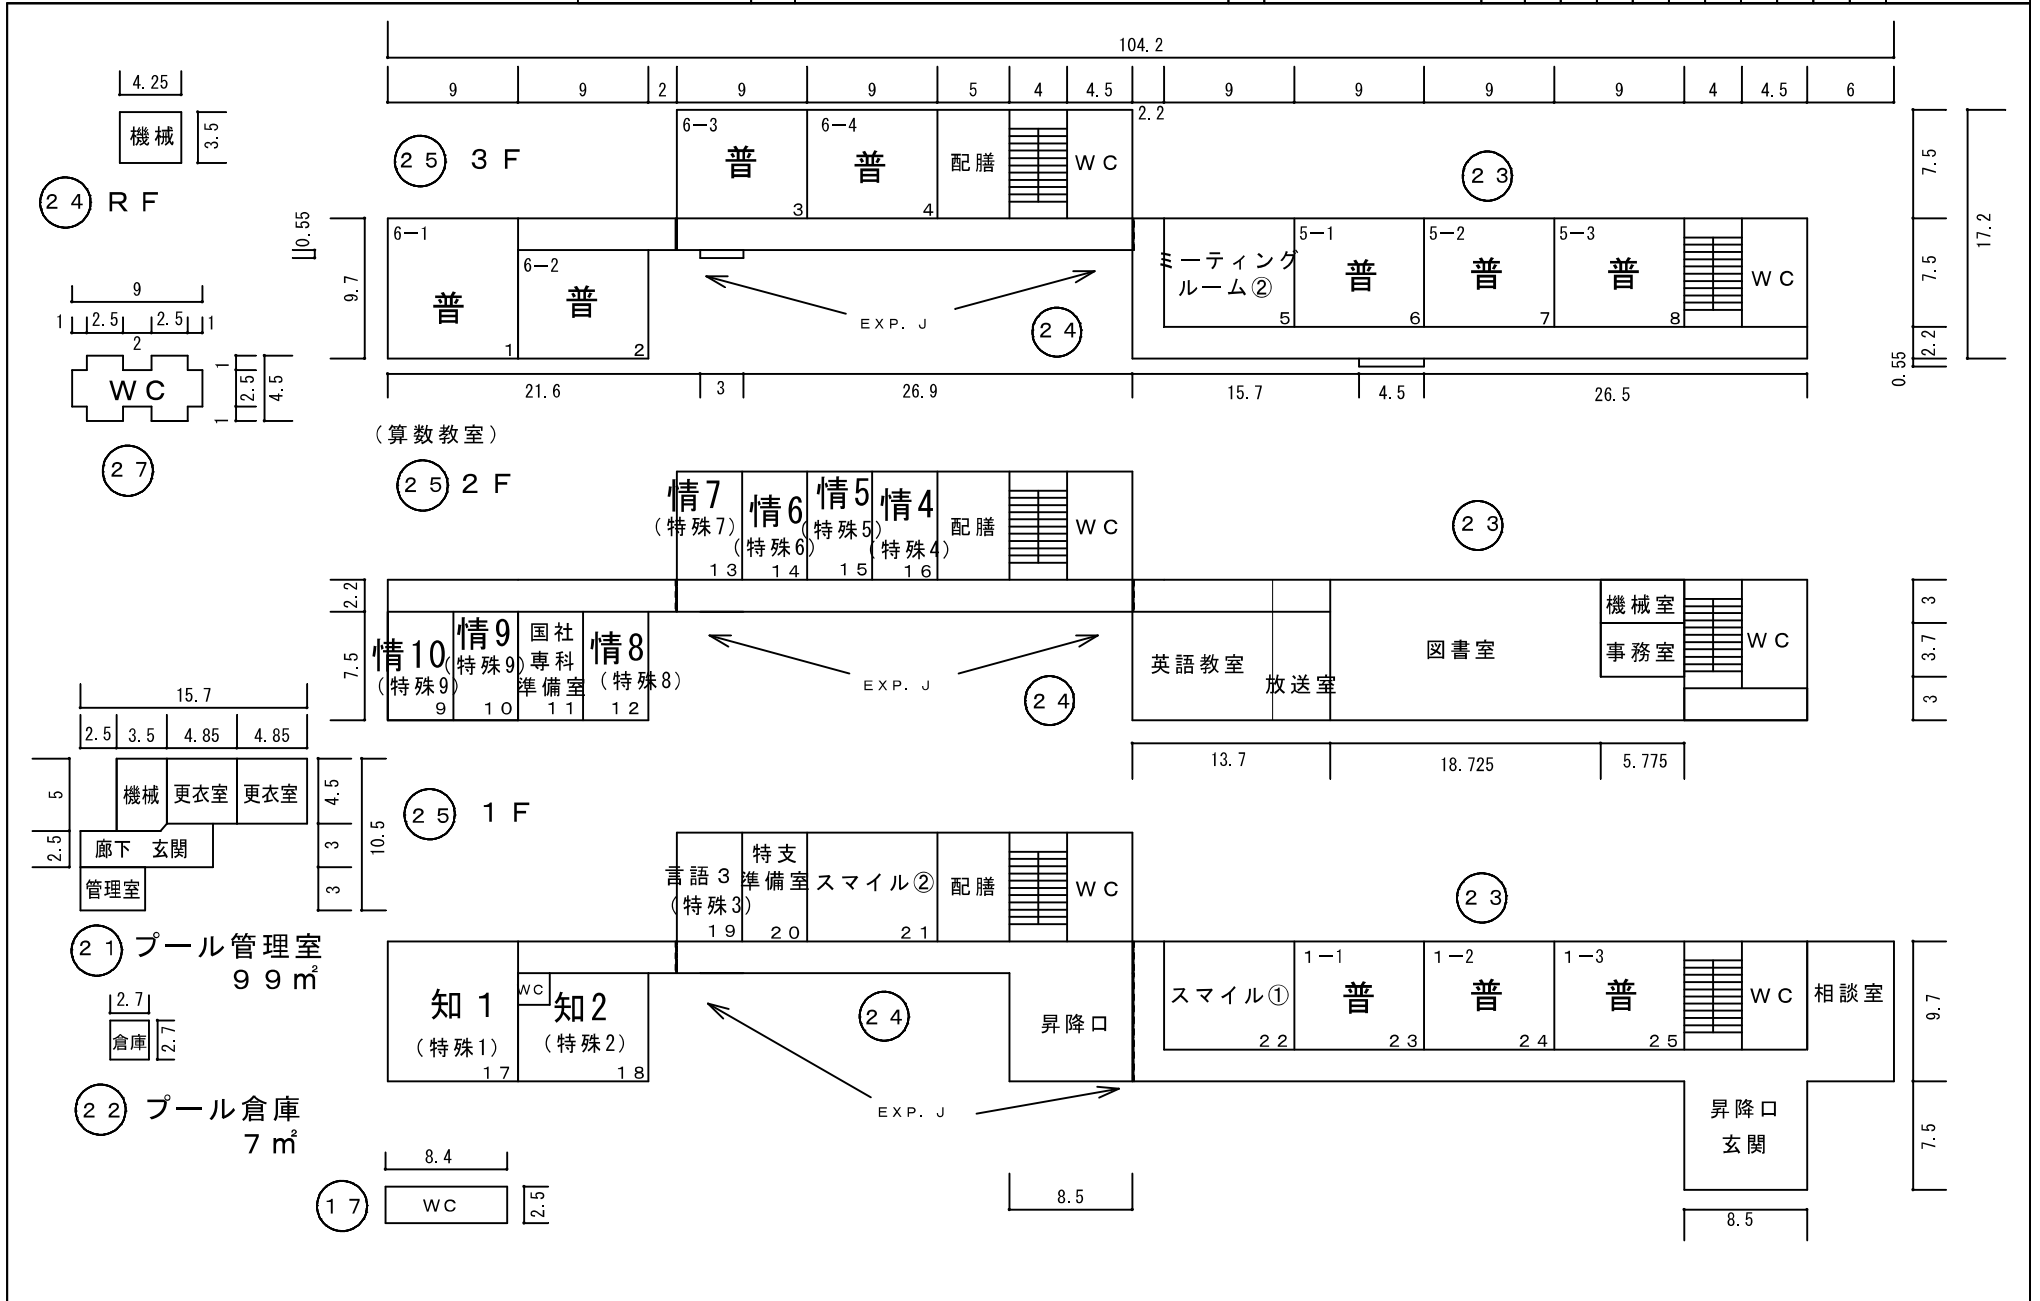 104.2
9 9 2 9 9 5 4 4.5 9 9 9 9 4 4.5 6
2.2
4.25
機械
3.5
24 RF
25 3F
6-3
普
3
6-4
普
4
配膳
WC
23
7.5
17.2
7.5
2.2
0.55
0.55
9.7
6-1
普
1
6-2
普
2
EXP. J
24
ミーティング
ルーム②
5
5-1
普
6
5-2
普
7
5-3
普
8
WC
21.6 3 26.9 15.7 4.5 26.5
9
1 2.5 2.5 1
2
WC
1
2.5
1
4.5
27
(算数教室)
25 2F
情7
(特殊7)
13
情6
(特殊6)
14
情5
(特殊5)
15
情4
(特殊4)
16
配膳
WC
23
2.2
7.5
情10
(特殊9)
9
情9
(特殊9)
10
国社
専科
準備室
11
情8
(特殊8)
12
EXP. J
24
英語教室
放送室
図書室
機械室
事務室
WC
3
3.7
3
13.7 18.725 5.775
15.7
2.5 3.5 4.85 4.85
機械 更衣室 更衣室
廊下 玄関
管理室
5
2.5
4.5
3
3
10.5
21 プール管理室
99㎡
2.7
倉庫
2.7
22 プール倉庫
7㎡
25 1F
言語3
(特殊3)
19
特支
準備室
20
スマイル②
21
配膳
WC
23
知1
(特殊1)
17
WC
知2
(特殊2)
18
24
昇降口
EXP. J
スマイル①
22
1-1
普
23
1-2
普
24
1-3
普
25
WC
相談室
9.7
7.5
昇降口
玄関
8.5
8.5
8.4
17
WC
2.5